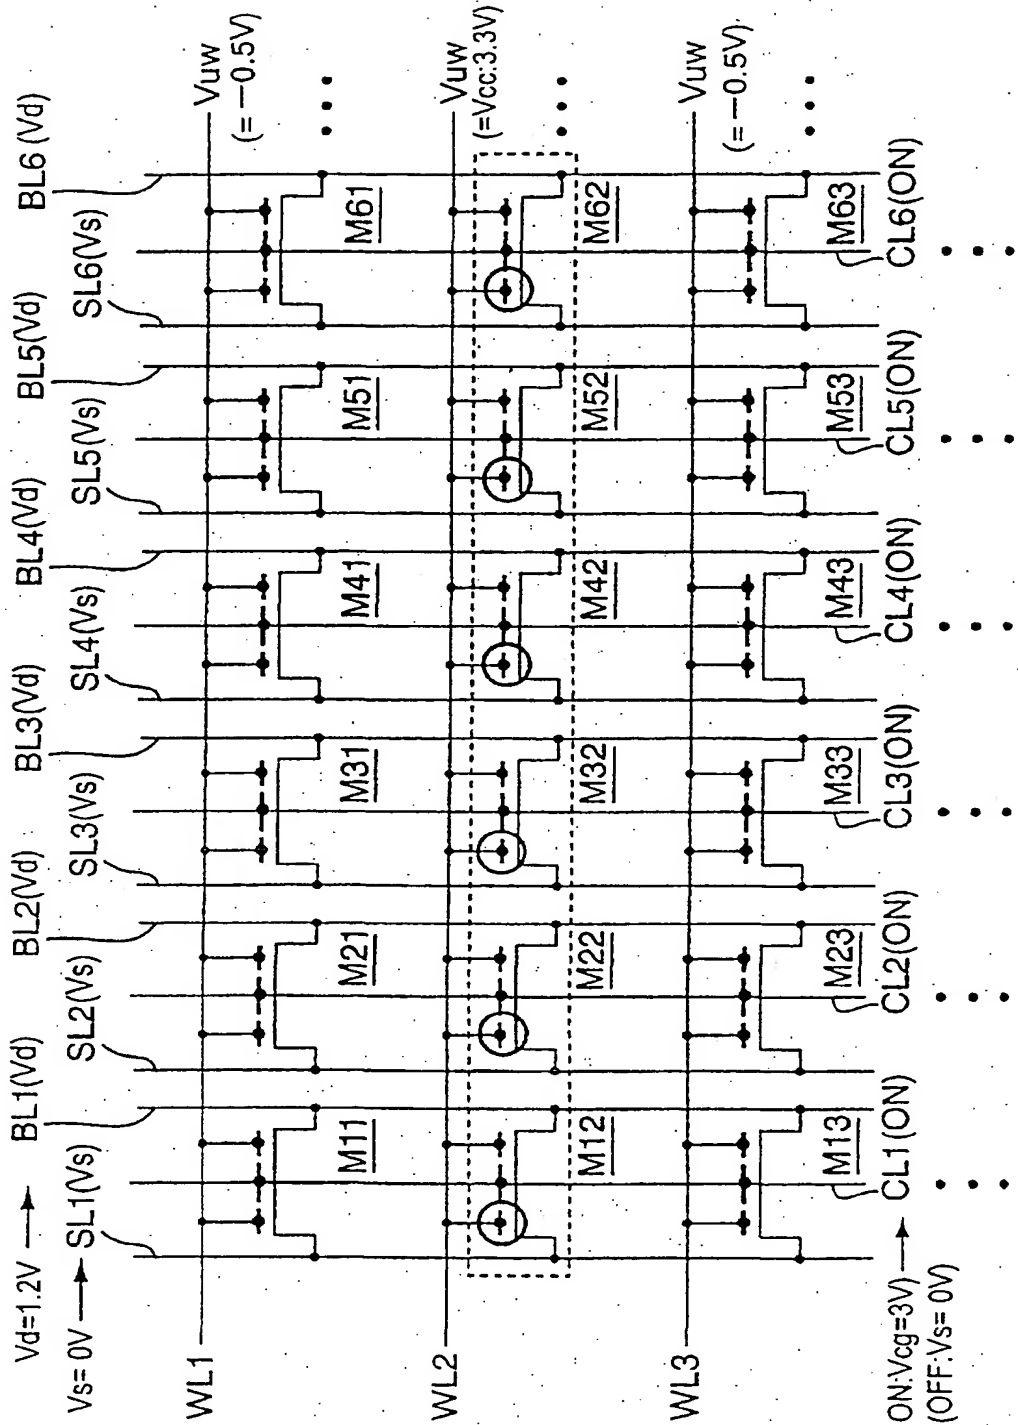 Vd=1.2V
BL1(Vd) BL2(Vd) BL3(Vd) BL4(Vd) BL5(Vd) BL6 (Vd)
Vs= 0V
SL1(Vs) SL2(Vs) SL3(Vs) SL4(Vs) SL5(Vs) SL6(Vs)
WL1
Vuw
(= −0.5V)
M11 M21 M31 M41 M51 M61
WL2
Vuw
(=Vcc:3.3V)
M12 M22 M32 M42 M52 M62
WL3
Vuw
(= −0.5V)
M13 M23 M33 M43 M53 M63
ON:Vcg=3V)
CL1(ON) CL2(ON) CL3(ON) CL4(ON) CL5(ON) CL6(ON)
(OFF:Vs= 0V)